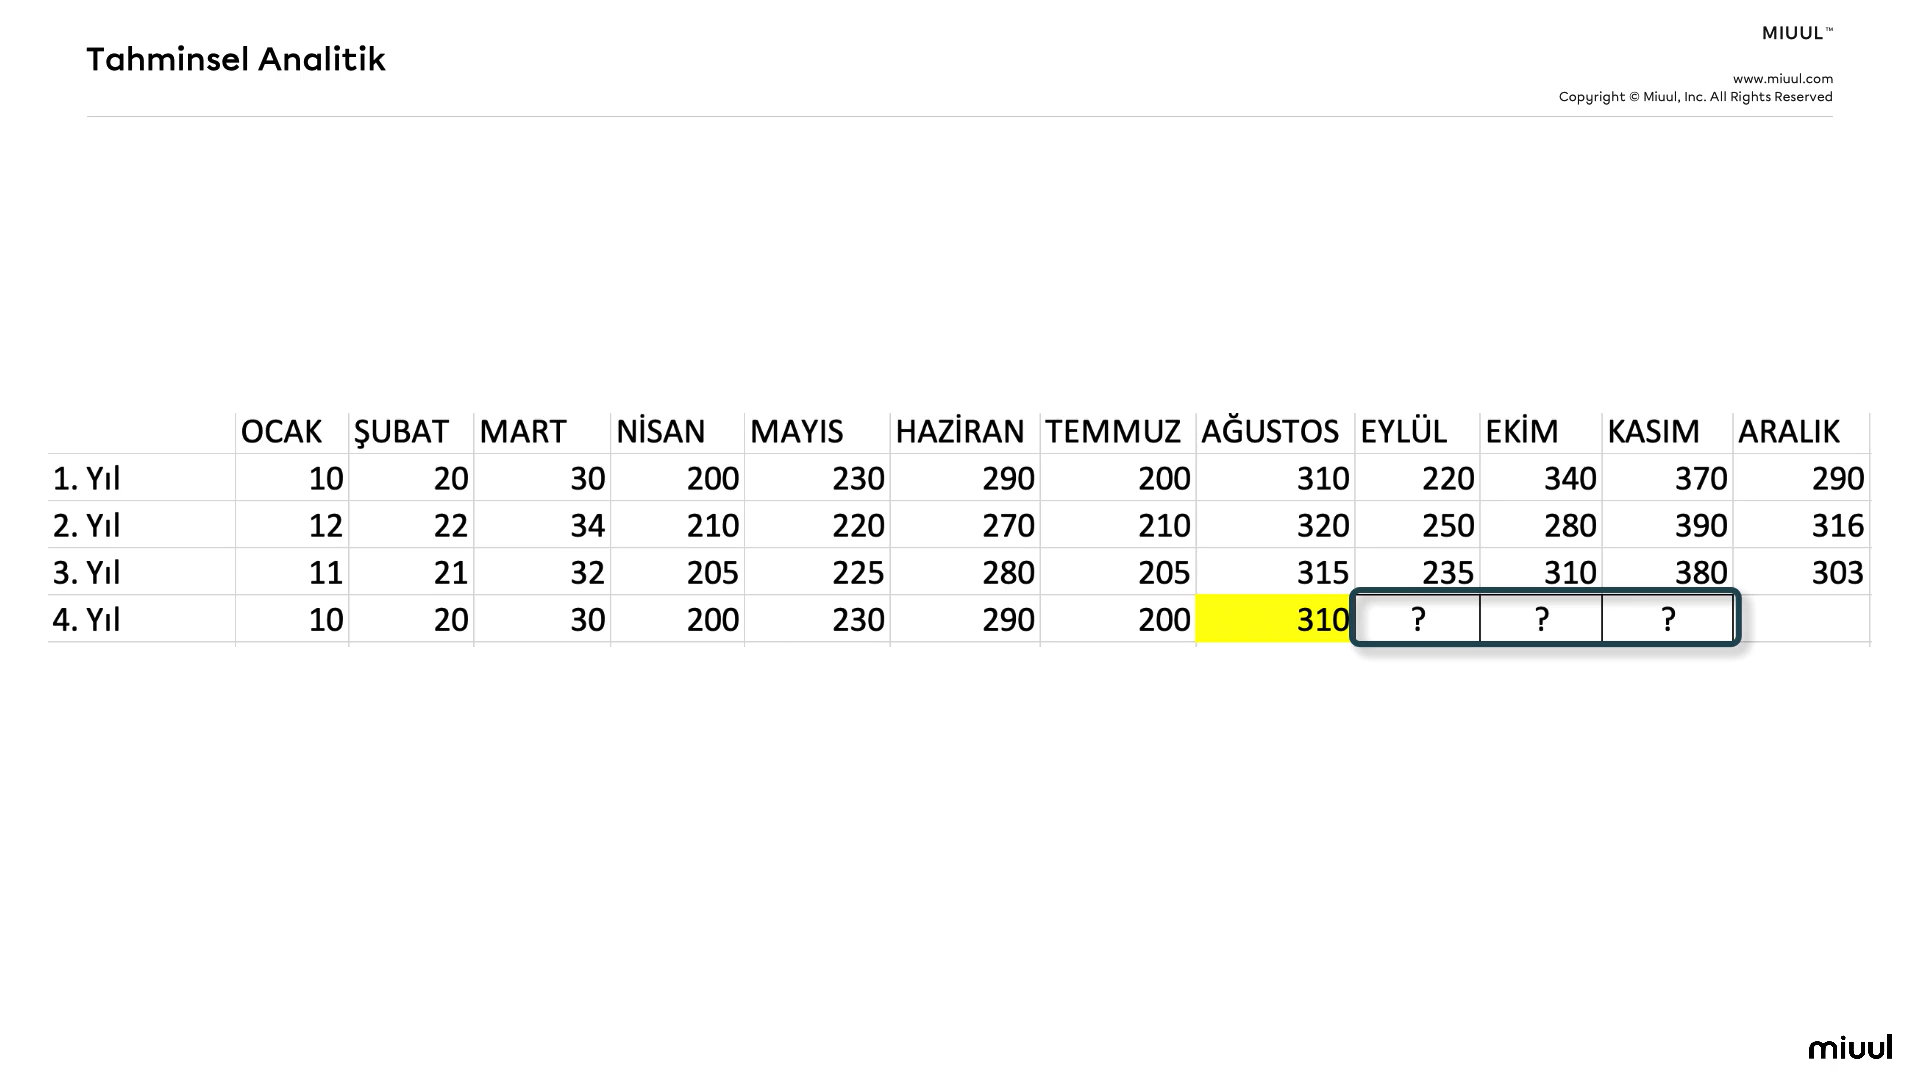 Tahminsel Analitik
MIUUL™
www.miuul.com
Copyright © Miuul, Inc. All Rights Reserved
OCAK ŞUBAT MART NİSAN MAYIS HAZİRAN TEMMUZ AĞUSTOS EYLÜL EKİM KASIM ARALIK
1. Yıl 10 20 30 200 230 290 200 310 220 340 370 290
2. Yıl 12 22 34 210 220 270 210 320 250 280 390 316
3. Yıl 11 21 32 205 225 280 205 315 235 310 380 303
4. Yıl 10 20 30 200 230 290 200 310 ? ? ?
miuul